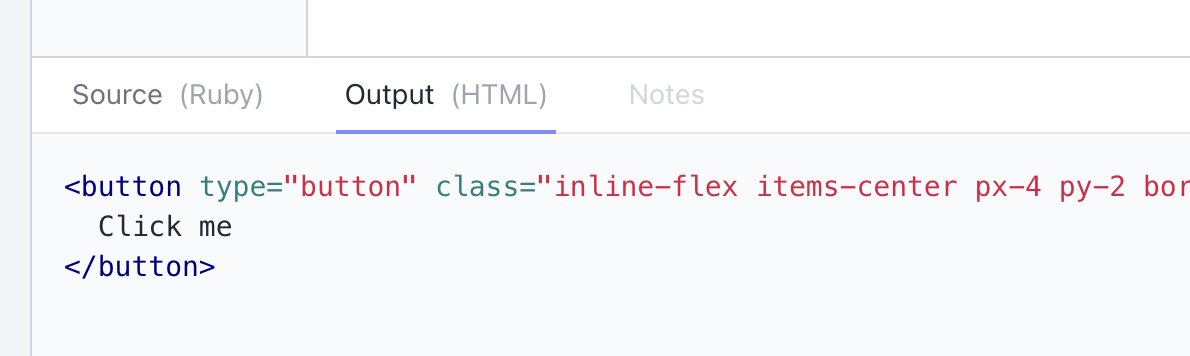 Source (Ruby) Output (HTML) Notes
<button type="button" class="inline-flex items-center px-4 py-2 bor
Click me
</button>